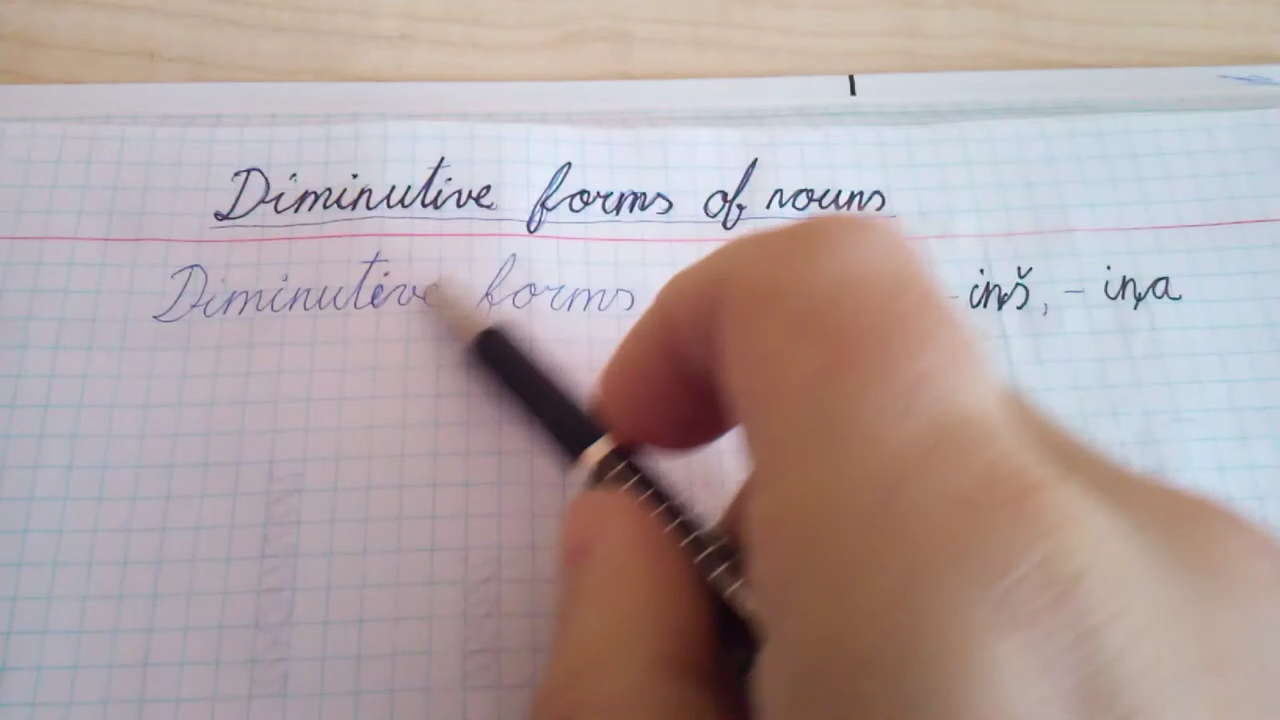 Diminutive forms of nouns
Diminutive forms - iņš, - iņa